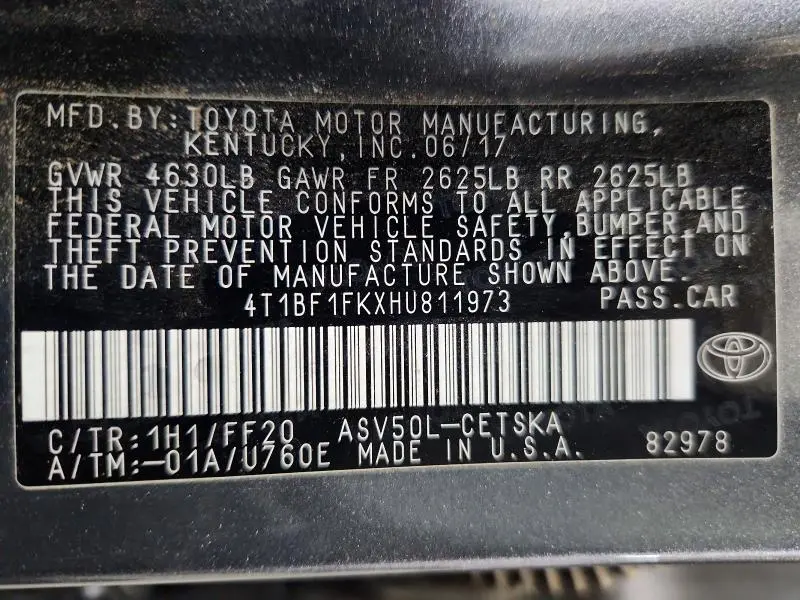 MFD.BY:TOYOTA MOTOR MANUFACTURING,
KENTUCKY,INC.06/17
GVWR 4630LB GAWR FR 2625LB RR 2625LB
THIS VEHICLE CONFORMS TO ALL APPLICABLE
FEDERAL MOTOR VEHICLE SAFETY,BUMPER,AND
THEFT PREVENTION STANDARDS IN EFFECT ON
THE DATE OF MANUFACTURE SHOWN ABOVE.
4T1BF1FKXHU811973 PASS.CAR
C/TR:1H1/FF20 ASV50L-CETSKA
A/TM:-01A/U760E MADE IN U.S.A. 82978